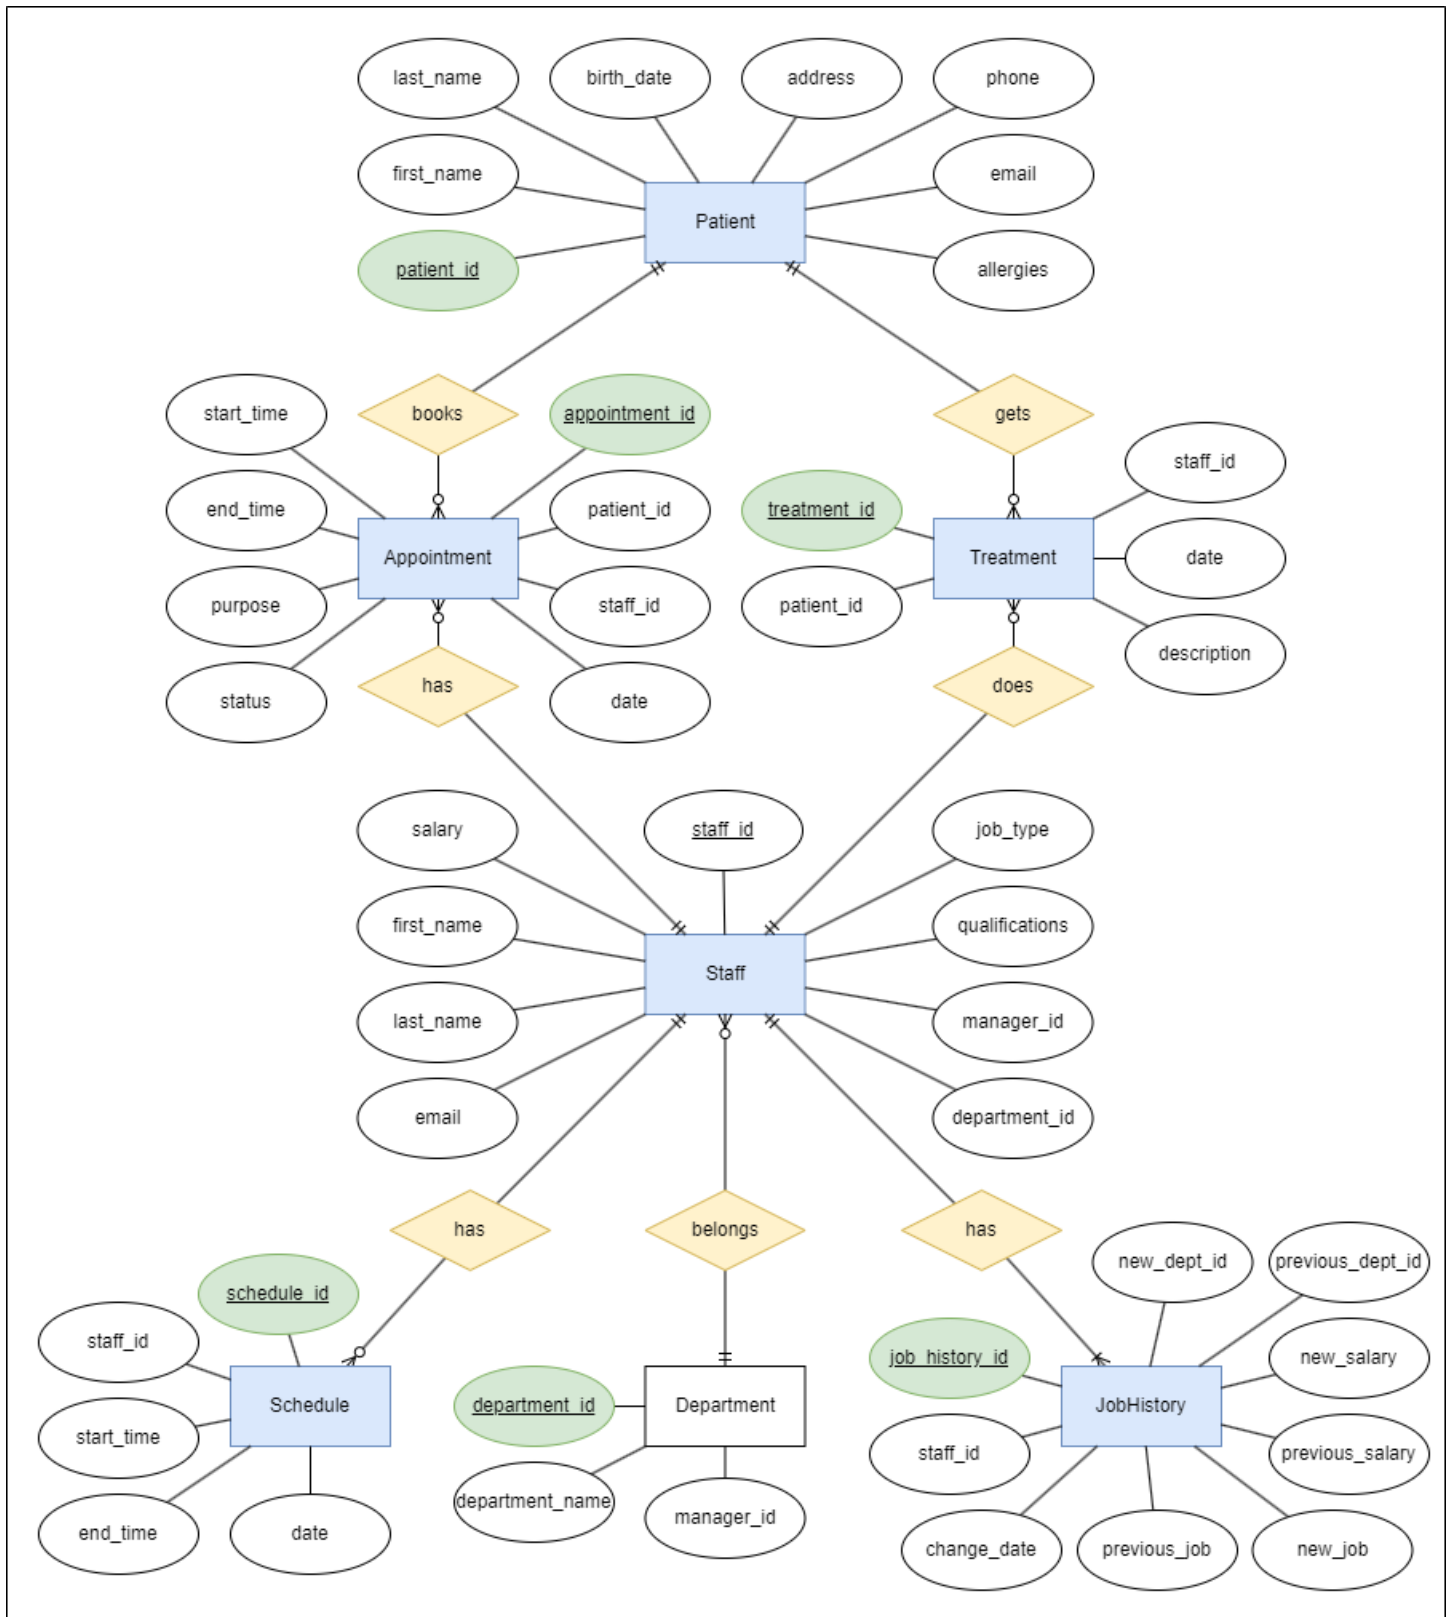 last_name
birth_date
address
phone
first_name
email
Patient
patient_id
allergies
start_time
books
appointment_id
gets
staff_id
end_time
patient_id
treatment_id
Appointment
Treatment
date
purpose
staff_id
patient_id
description
status
has
date
does
salary
staff_id
job_type
first_name
qualifications
Staff
last_name
manager_id
email
department_id
has
belongs
has
new_dept_id
previous_dept_id
schedule_id
staff_id
job_history_id
new_salary
Schedule
department_id
Department
JobHistory
start_time
staff_id
previous_salary
department_name
manager_id
end_time
date
change_date
previous_job
new_job